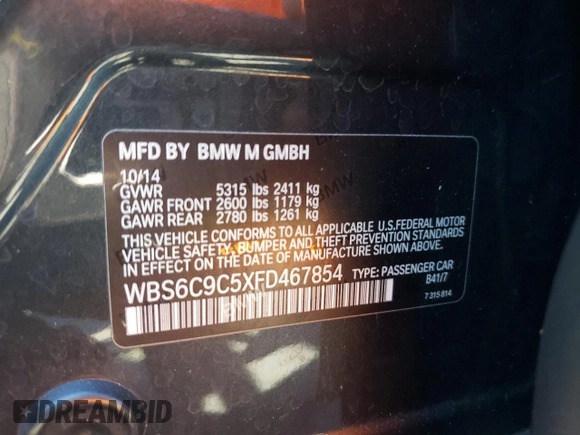 MFD BY BMW M GMBH
10/14
GVWR 5315 lbs 2411 kg
GAWR FRONT 2600 lbs 1179 kg
GAWR REAR 2780 lbs 1261 kg
THIS VEHICLE CONFORMS TO ALL APPLICABLE U.S.FEDERAL MOTOR
VEHICLE SAFETY, BUMPER AND THEFT PREVENTION STANDARDS
IN EFFECT ON THE DATE OF MANUFACTURE SHOWN ABOVE.
WBS6C9C5XFD467854 TYPE: PASSENGER CAR
B41/7
7 315 814
DREAMBID